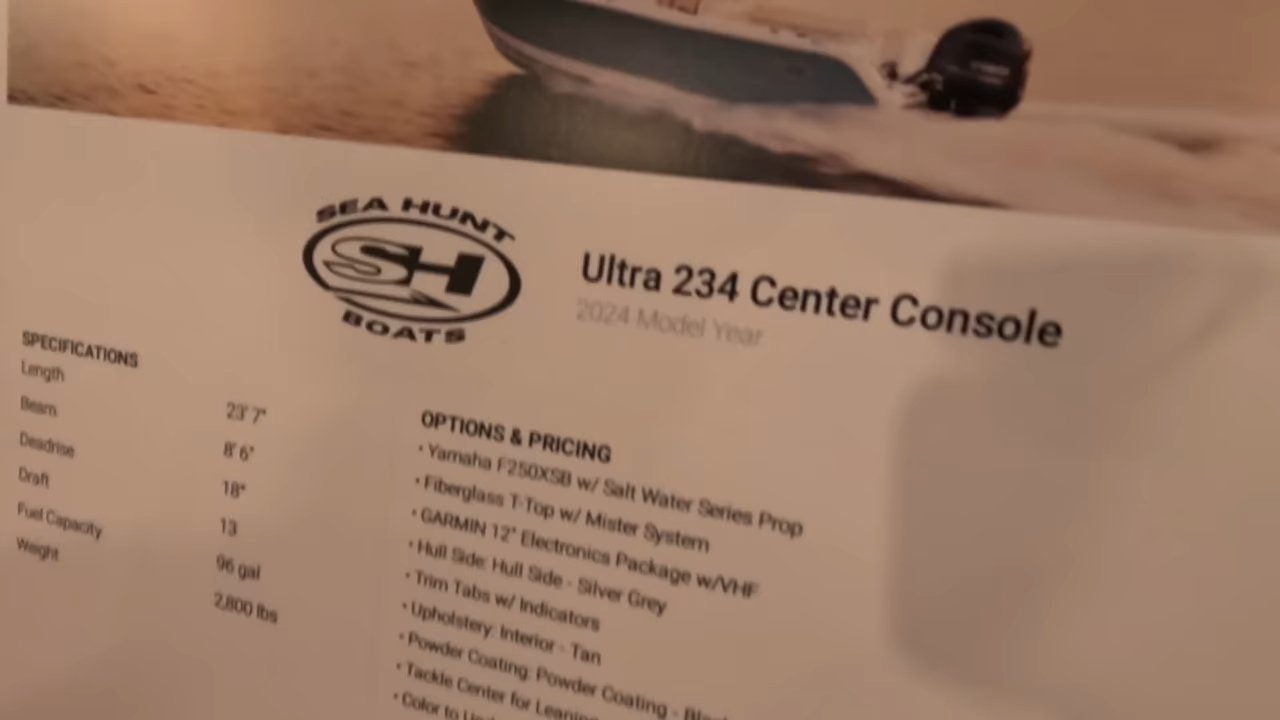 SEA HUNT
SH
BOATS
Ultra 234 Center Console
2024 Model Year
SPECIFICATIONS
Length 23' 7"
Beam 8' 6"
Deadrise 18°
Draft 13
Fuel Capacity 96 gal
Weight 2,800 lbs
OPTIONS & PRICING
• Yamaha F250XSB w/ Salt Water Series Prop
• Fiberglass T-Top w/ Mister System
• GARMIN 12" Electronics Package w/VHF
• Hull Side: Hull Side - Silver Grey
• Trim Tabs w/ Indicators
• Upholstery: Interior - Tan
• Powder Coating: Powder Coating -
• Tackle Center for
• Color to